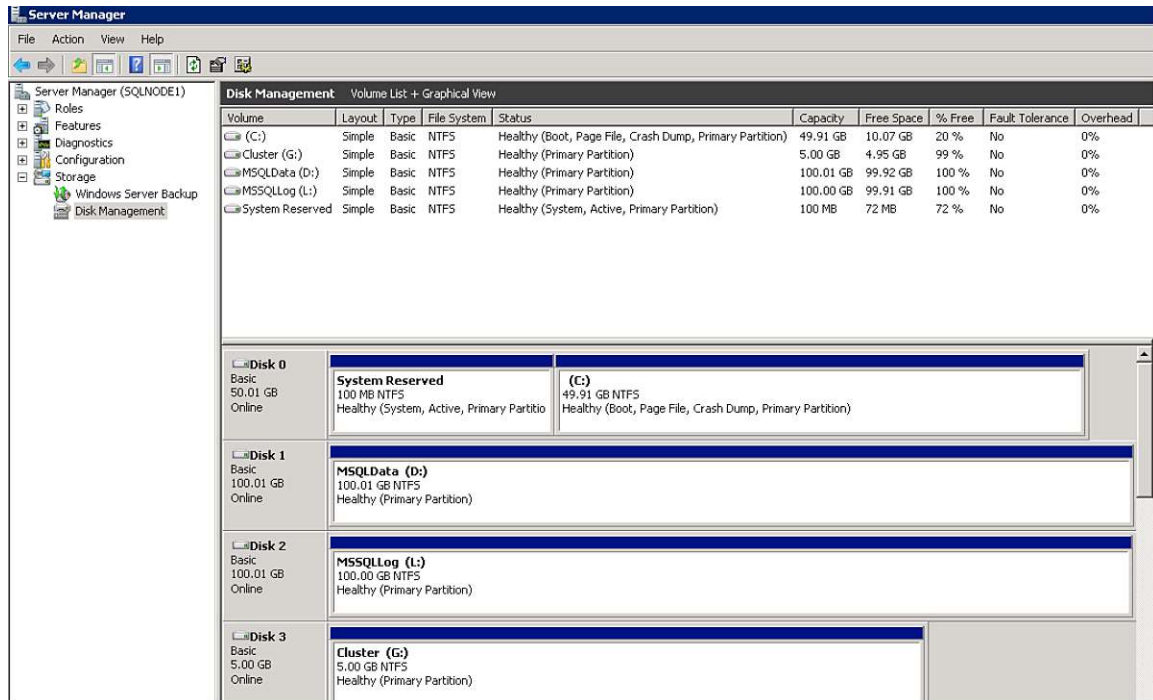 Server Manager
File Action View Help
Server Manager (SQLNODE1)
Roles
Features
Diagnostics
Configuration
Storage
Windows Server Backup
Disk Management
Disk Management Volume List + Graphical View
Volume Layout Type File System Status Capacity Free Space % Free Fault Tolerance Overhead
(C:) Simple Basic NTFS Healthy (Boot, Page File, Crash Dump, Primary Partition) 49.91 GB 10.07 GB 20 % No 0%
Cluster (G:) Simple Basic NTFS Healthy (Primary Partition) 5.00 GB 4.95 GB 99 % No 0%
MSQLData (D:) Simple Basic NTFS Healthy (Primary Partition) 100.01 GB 99.92 GB 100 % No 0%
MSSQLLog (L:) Simple Basic NTFS Healthy (Primary Partition) 100.00 GB 99.91 GB 100 % No 0%
System Reserved Simple Basic NTFS Healthy (System, Active, Primary Partition) 100 MB 72 MB 72 % No 0%
Disk 0
Basic
50.01 GB
Online
System Reserved
100 MB NTFS
Healthy (System, Active, Primary Partitio
(C:)
49.91 GB NTFS
Healthy (Boot, Page File, Crash Dump, Primary Partition)
Disk 1
Basic
100.01 GB
Online
MSQLData (D:)
100.01 GB NTFS
Healthy (Primary Partition)
Disk 2
Basic
100.01 GB
Online
MSSQLLog (L:)
100.00 GB NTFS
Healthy (Primary Partition)
Disk 3
Basic
5.00 GB
Online
Cluster (G:)
5.00 GB NTFS
Healthy (Primary Partition)